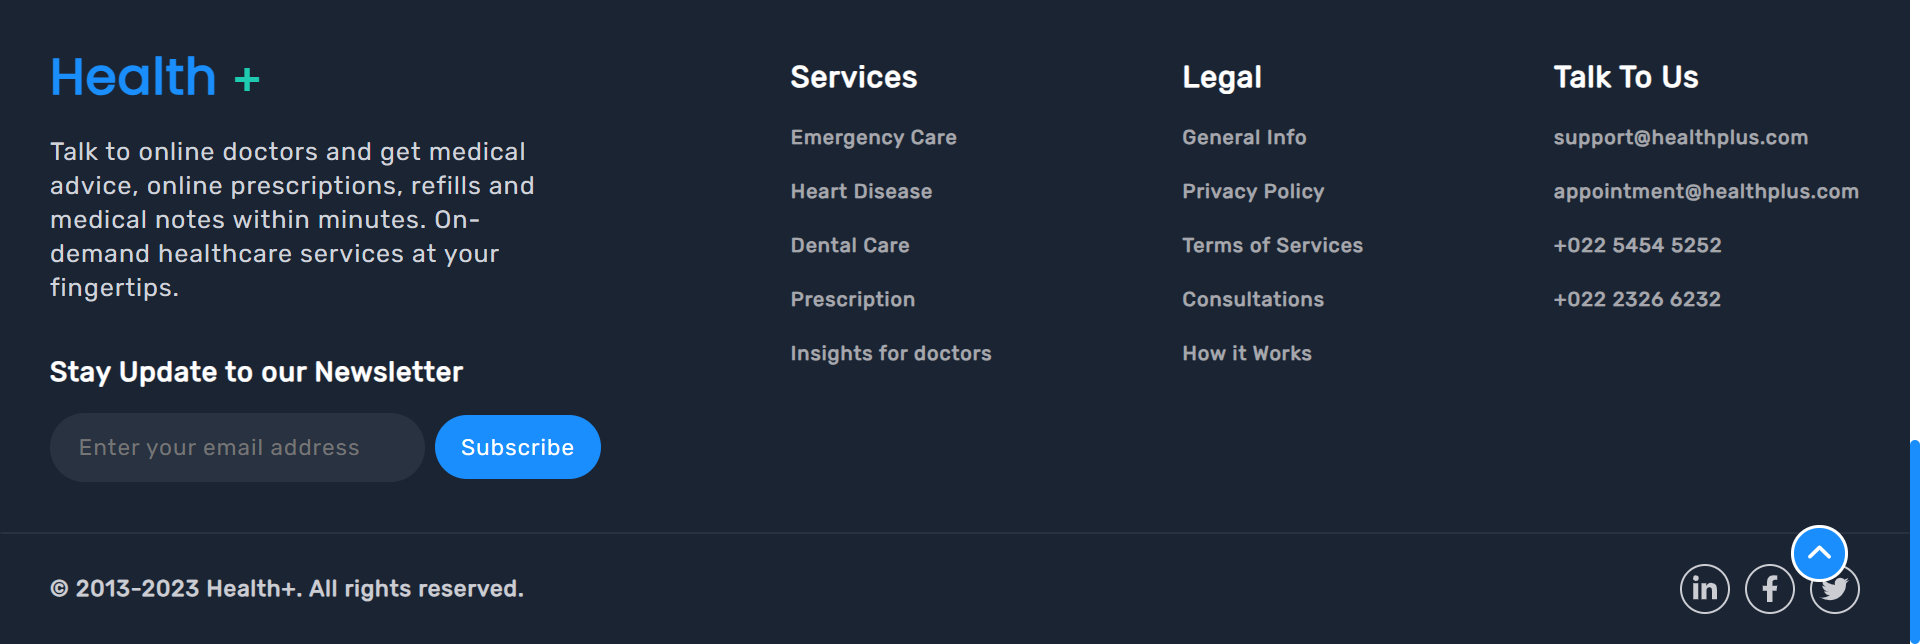 Health +
Talk to online doctors and get medical
advice, online prescriptions, refills and
medical notes within minutes. On-
demand healthcare services at your
fingertips.
Stay Update to our Newsletter
Enter your email address
Subscribe
Services
Emergency Care
Heart Disease
Dental Care
Prescription
Insights for doctors
Legal
General Info
Privacy Policy
Terms of Services
Consultations
How it Works
Talk To Us
support@healthplus.com
appointment@healthplus.com
+022 5454 5252
+022 2326 6232
© 2013-2023 Health+. All rights reserved.